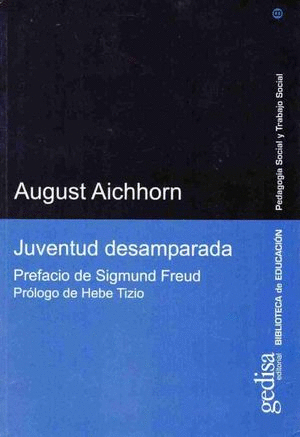 August Aichhorn
Juventud desamparada
Prefacio de Sigmund Freud
Prólogo de Hebe Tizio
gedisa
editorial
BIBLIOTECA de EDUCACIÓN
Pedagogía Social y Trabajo Social